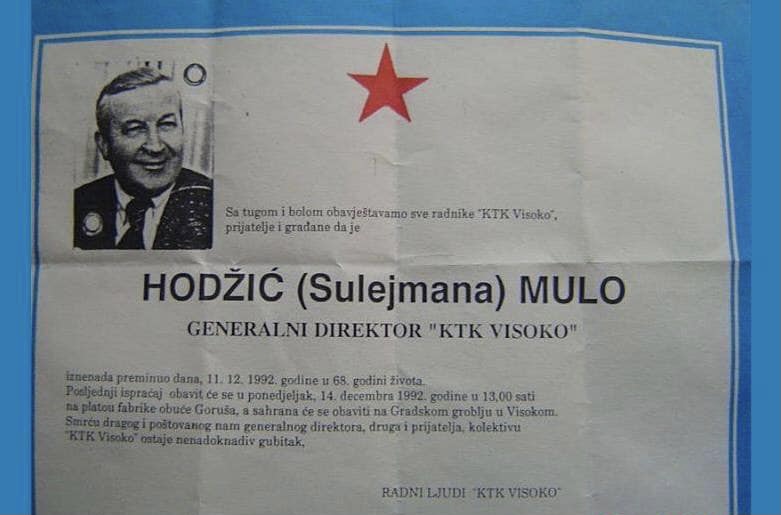 Sa tugom i bolom obavještavamo sve radnike "KTK Visoko",
prijatelje i građane da je
HODŽIĆ (Sulejmana) MULO
GENERALNI DIREKTOR "KTK VISOKO"
iznenada preminuo dana, 11. 12. 1992. godine u 68. godini života.
Posljednji ispraćaj obavit će se u ponedjeljak, 14. decembra 1992. godine u 13,00 sati
na platou fabrike obuće Goruša, a sahrana će se obaviti na Gradskom groblju u Visokom.
Smrću dragog i poštovanog nam generalnog direktora, druga i prijatelja, kolektivu
"KTK Visoko" ostaje nenadoknadiv gubitak,
RADNI LJUDI "KTK VISOKO"